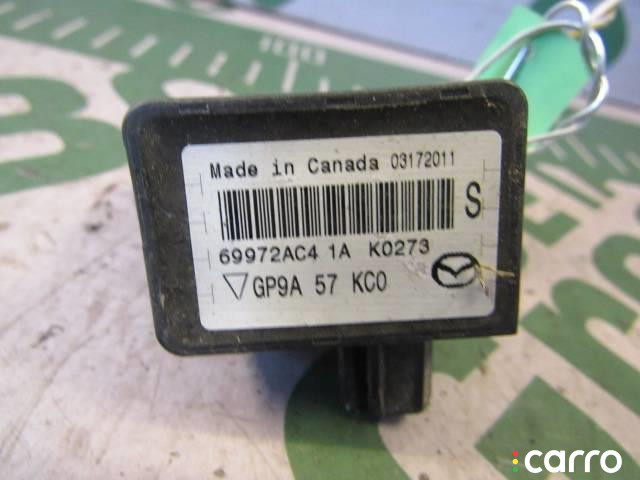 Made in Canada 03172011
S
69972AC4 1A K0273
GP9A 57 KC0
carro